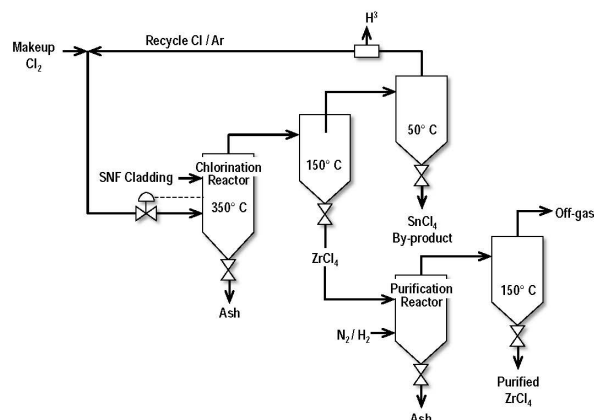 H³
Makeup
Cl₂
Recycle Cl / Ar
50° C
150° C
Chlorination
Reactor
SNF Cladding
350° C
SnCl₄
By-product
Off-gas
ZrCl₄
Purification
Reactor
150° C
Ash
N₂/ H₂
Purified
ZrCl₄
Ash